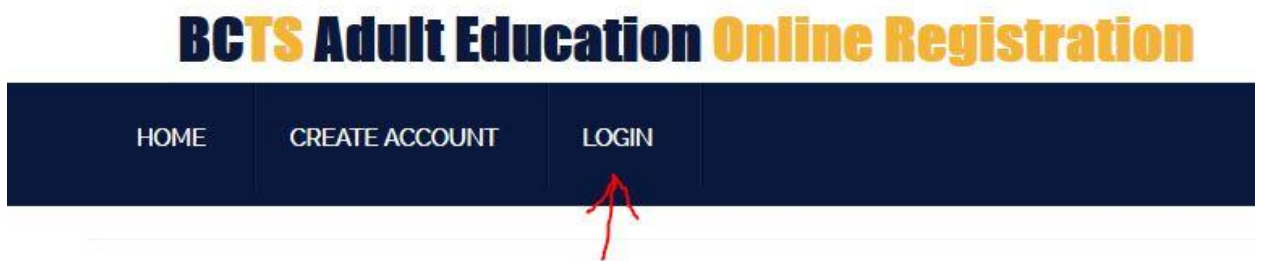 BCTS Adult Education Online Registration
HOME CREATE ACCOUNT LOGIN